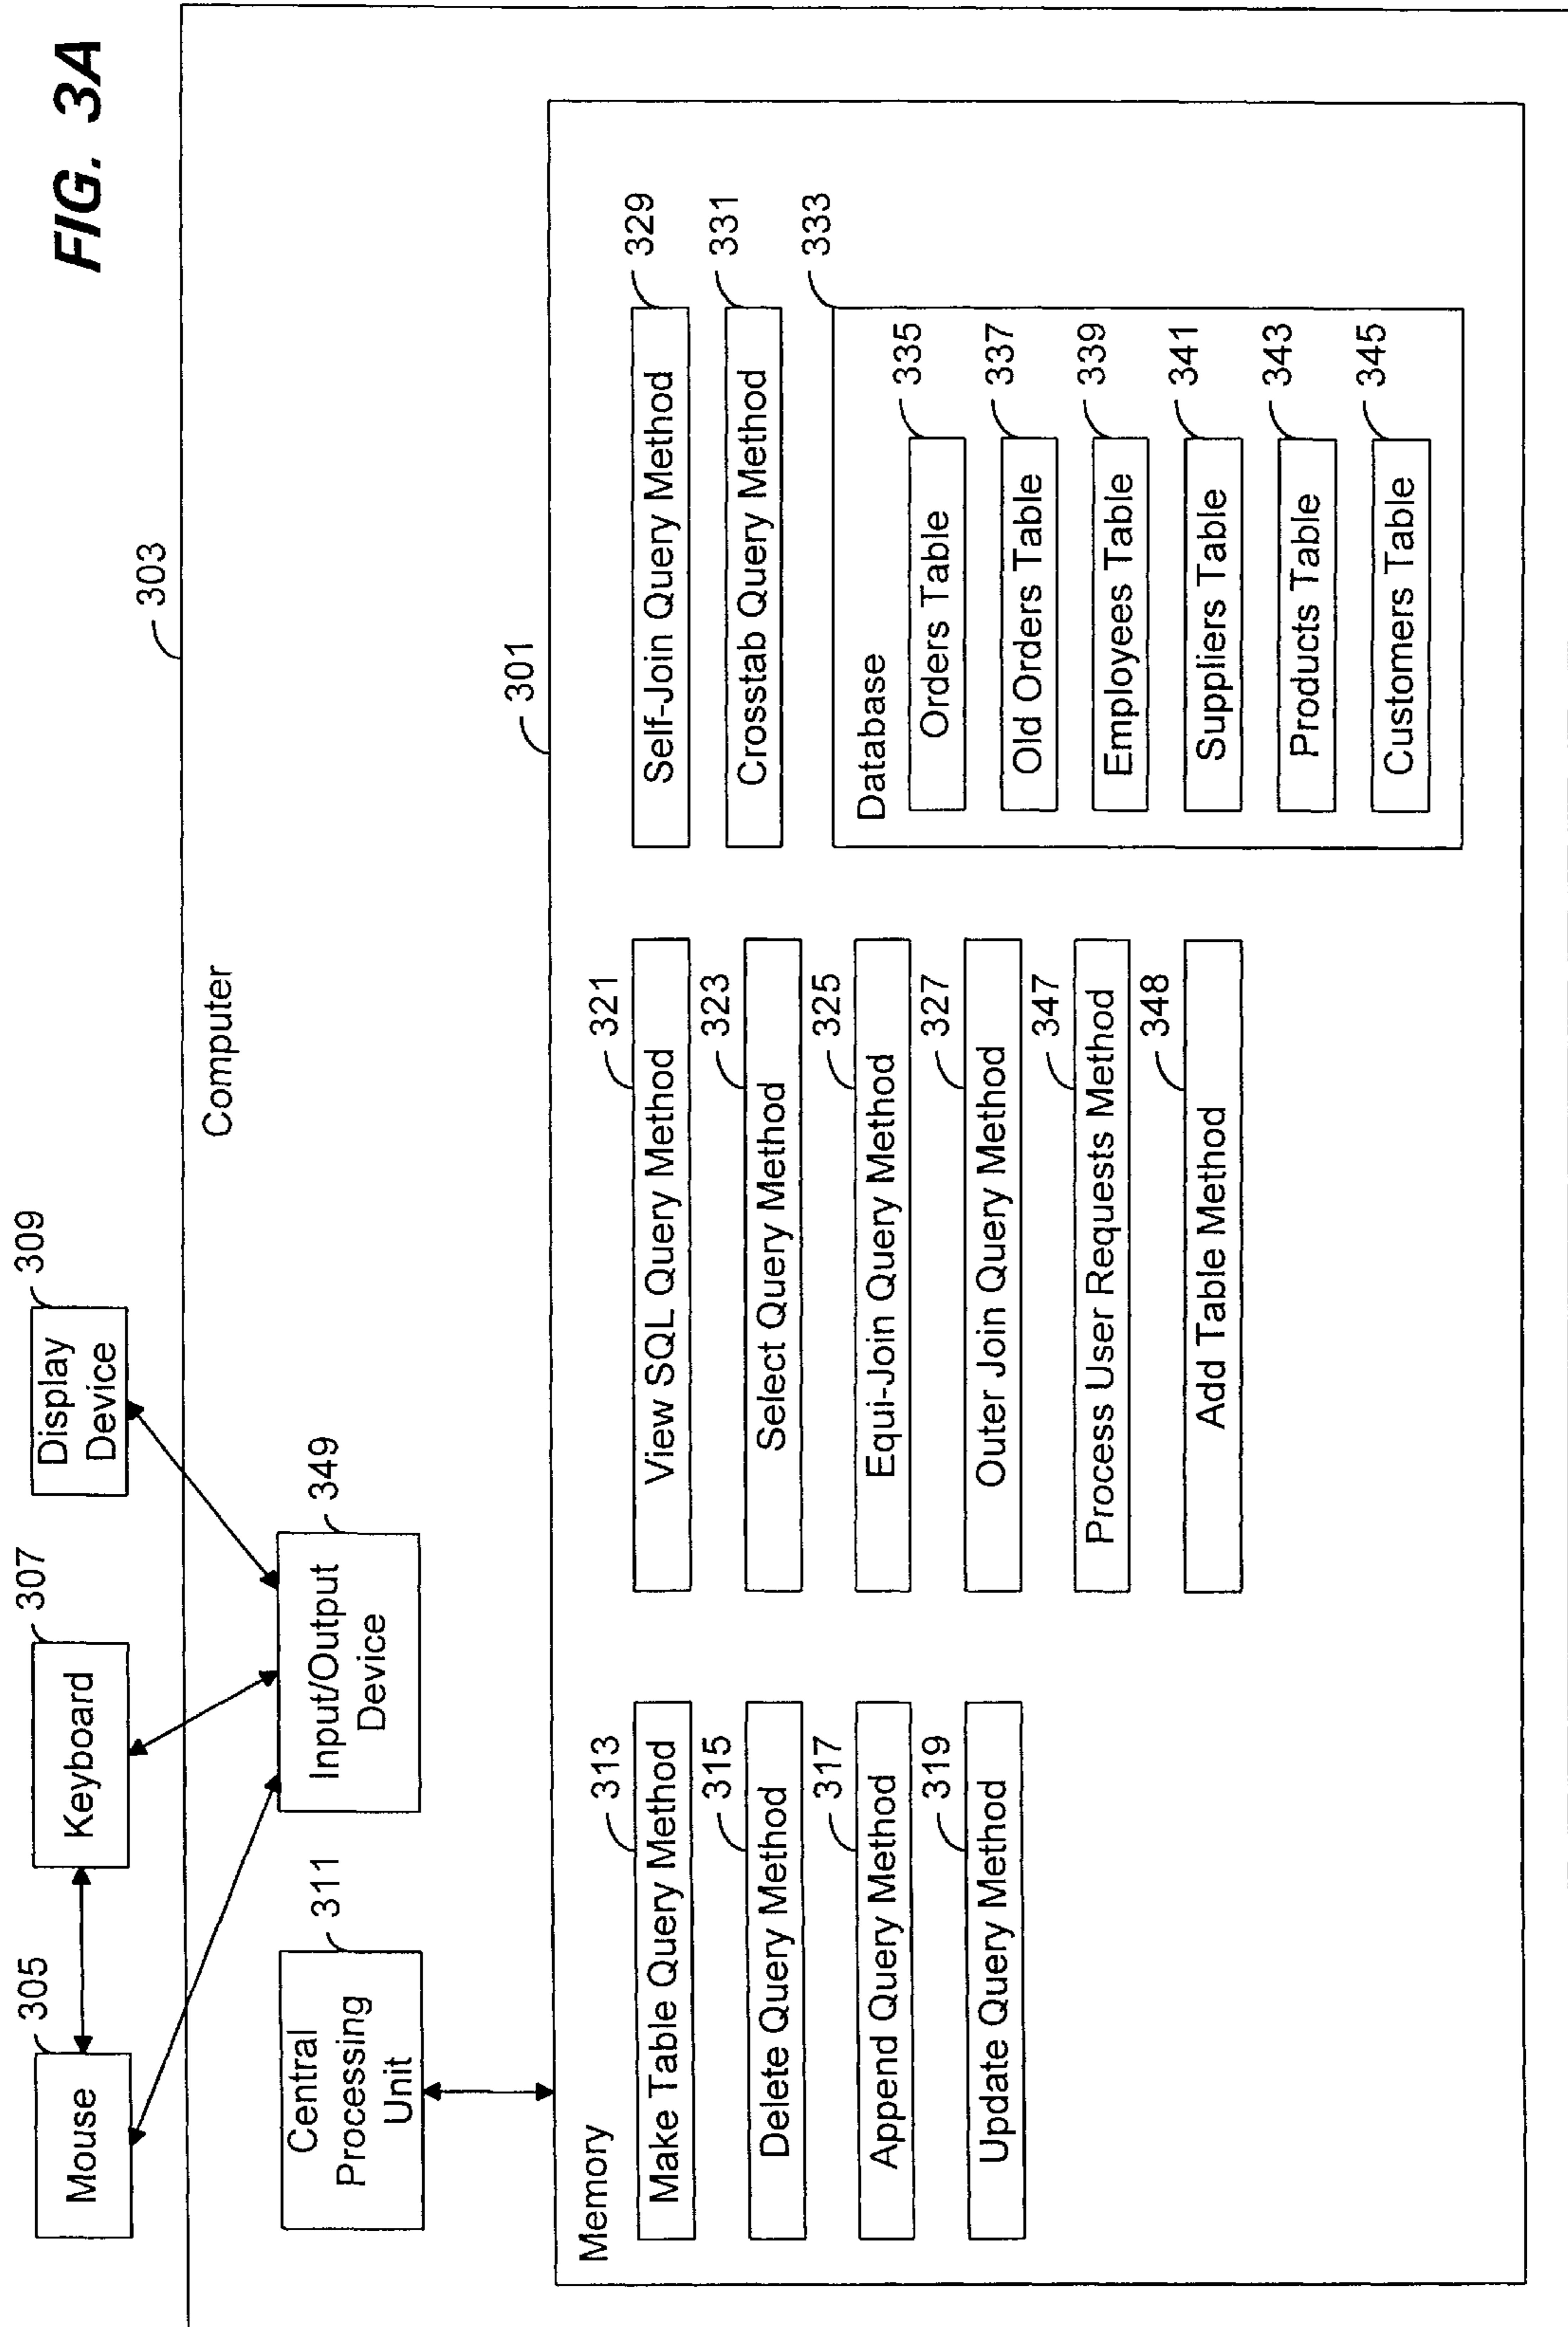 FIG. 3A
305
Mouse
307
Keyboard
309
Display
Device
303
Computer
311
Central
Processing
Unit
349
Input/Output
Device
301
Memory
313
Make Table Query Method
315
Delete Query Method
317
Append Query Method
319
Update Query Method
321
View SQL Query Method
323
Select Query Method
325
Equi-Join Query Method
327
Outer Join Query Method
347
Process User Requests Method
348
Add Table Method
329
Self-Join Query Method
331
Crosstab Query Method
333
Database
335
Orders Table
337
Old Orders Table
339
Employees Table
341
Suppliers Table
343
Products Table
345
Customers Table